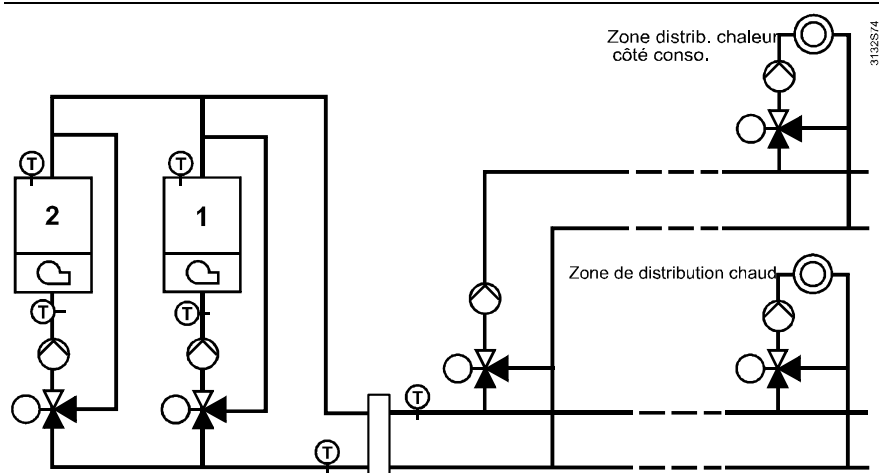 Zone distrib. chaleur
côté conso.
3132S74
T
T
2
1
Zone de distribution chaud
T
T
T
T